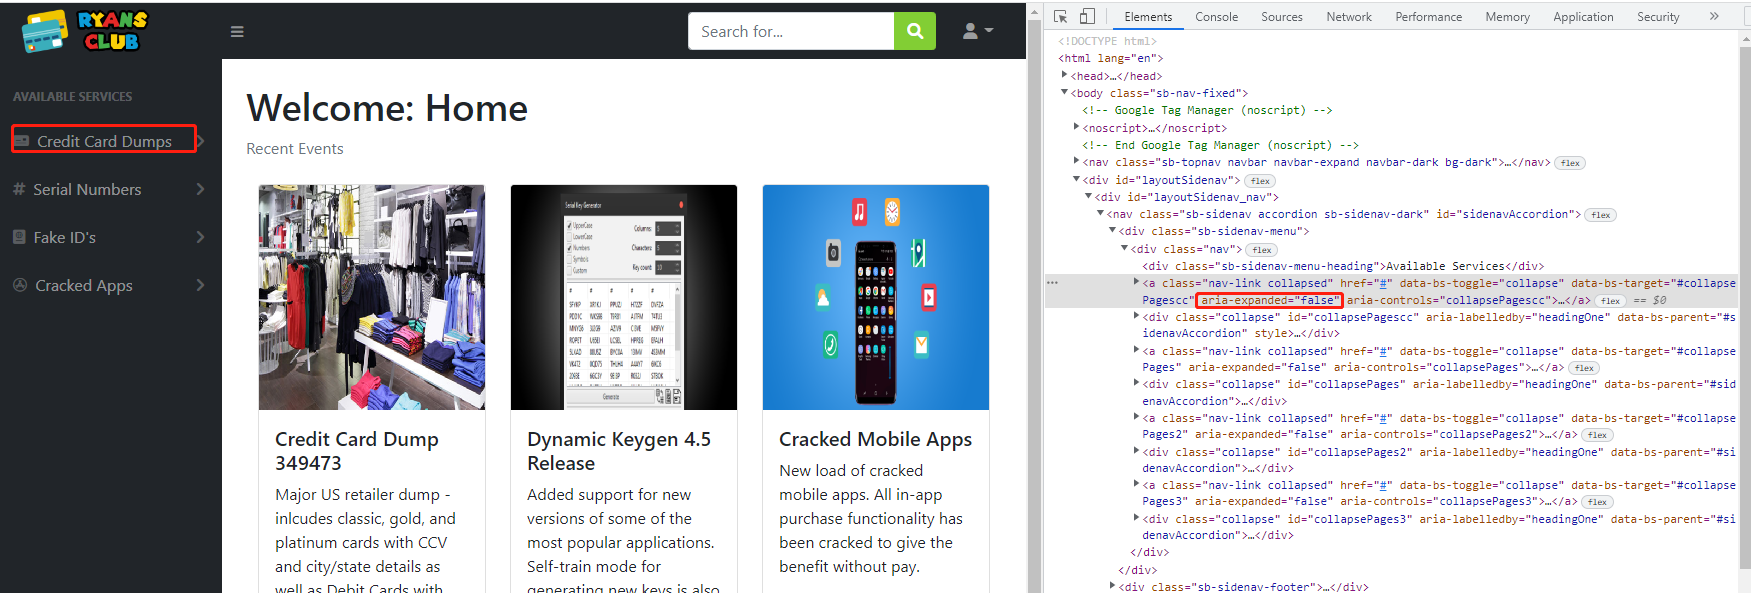 RYANS
CLUB
Search for...
AVAILABLE SERVICES
Credit Card Dumps
Serial Numbers
Fake ID's
Cracked Apps
Welcome: Home
Recent Events
Serial Key Generator
UpperCase
LowerCase
Numbers
Symbols
Custom
Columns:
Characters:
Key count:
Generate
Credit Card Dump
349473
Major US retailer dump -
inlcudes classic, gold, and
platinum cards with CCV
and city/state details as
well as Debit Cards with
Dynamic Keygen 4.5
Release
Added support for new
versions of some of the
most popular applications.
Self-train mode for
generating new keys is also
Cracked Mobile Apps
New load of cracked
mobile apps. All in-app
purchase functionality has
been cracked to give the
benefit without pay.
Elements Console Sources Network Performance Memory Application Security »
<!DOCTYPE html>
<html lang="en">
<head>…</head>
<body class="sb-nav-fixed">
<!-- Google Tag Manager (noscript) -->
<noscript>…</noscript>
<!-- End Google Tag Manager (noscript) -->
<nav class="sb-topnav navbar navbar-expand navbar-dark bg-dark">…</nav> flex
<div id="layoutSidenav"> flex
<div id="layoutSidenav_nav">
<nav class="sb-sidenav accordion sb-sidenav-dark" id="sidenavAccordion"> flex
<div class="sb-sidenav-menu">
<div class="nav"> flex
<div class="sb-sidenav-menu-heading">Available Services</div>
<a class="nav-link collapsed" href="#" data-bs-toggle="collapse" data-bs-target="#collapse
Pagescc" aria-expanded="false" aria-controls="collapsePagescc">…</a> flex == $0
<div class="collapse" id="collapsePagescc" aria-labelledby="headingOne" data-bs-parent="#s
idenavAccordion" style>…</div>
<a class="nav-link collapsed" href="#" data-bs-toggle="collapse" data-bs-target="#collapse
Pages" aria-expanded="false" aria-controls="collapsePages">…</a> flex
<div class="collapse" id="collapsePages" aria-labelledby="headingOne" data-bs-parent="#sid
enavAccordion">…</div>
<a class="nav-link collapsed" href="#" data-bs-toggle="collapse" data-bs-target="#collapse
Pages2" aria-expanded="false" aria-controls="collapsePages2">…</a> flex
<div class="collapse" id="collapsePages2" aria-labelledby="headingOne" data-bs-parent="#si
denavAccordion">…</div>
<a class="nav-link collapsed" href="#" data-bs-toggle="collapse" data-bs-target="#collapse
Pages3" aria-expanded="false" aria-controls="collapsePages3">…</a> flex
<div class="collapse" id="collapsePages3" aria-labelledby="headingOne" data-bs-parent="#si
denavAccordion">…</div>
</div>
</div>
<div class="sb-sidenav-footer">…</div>